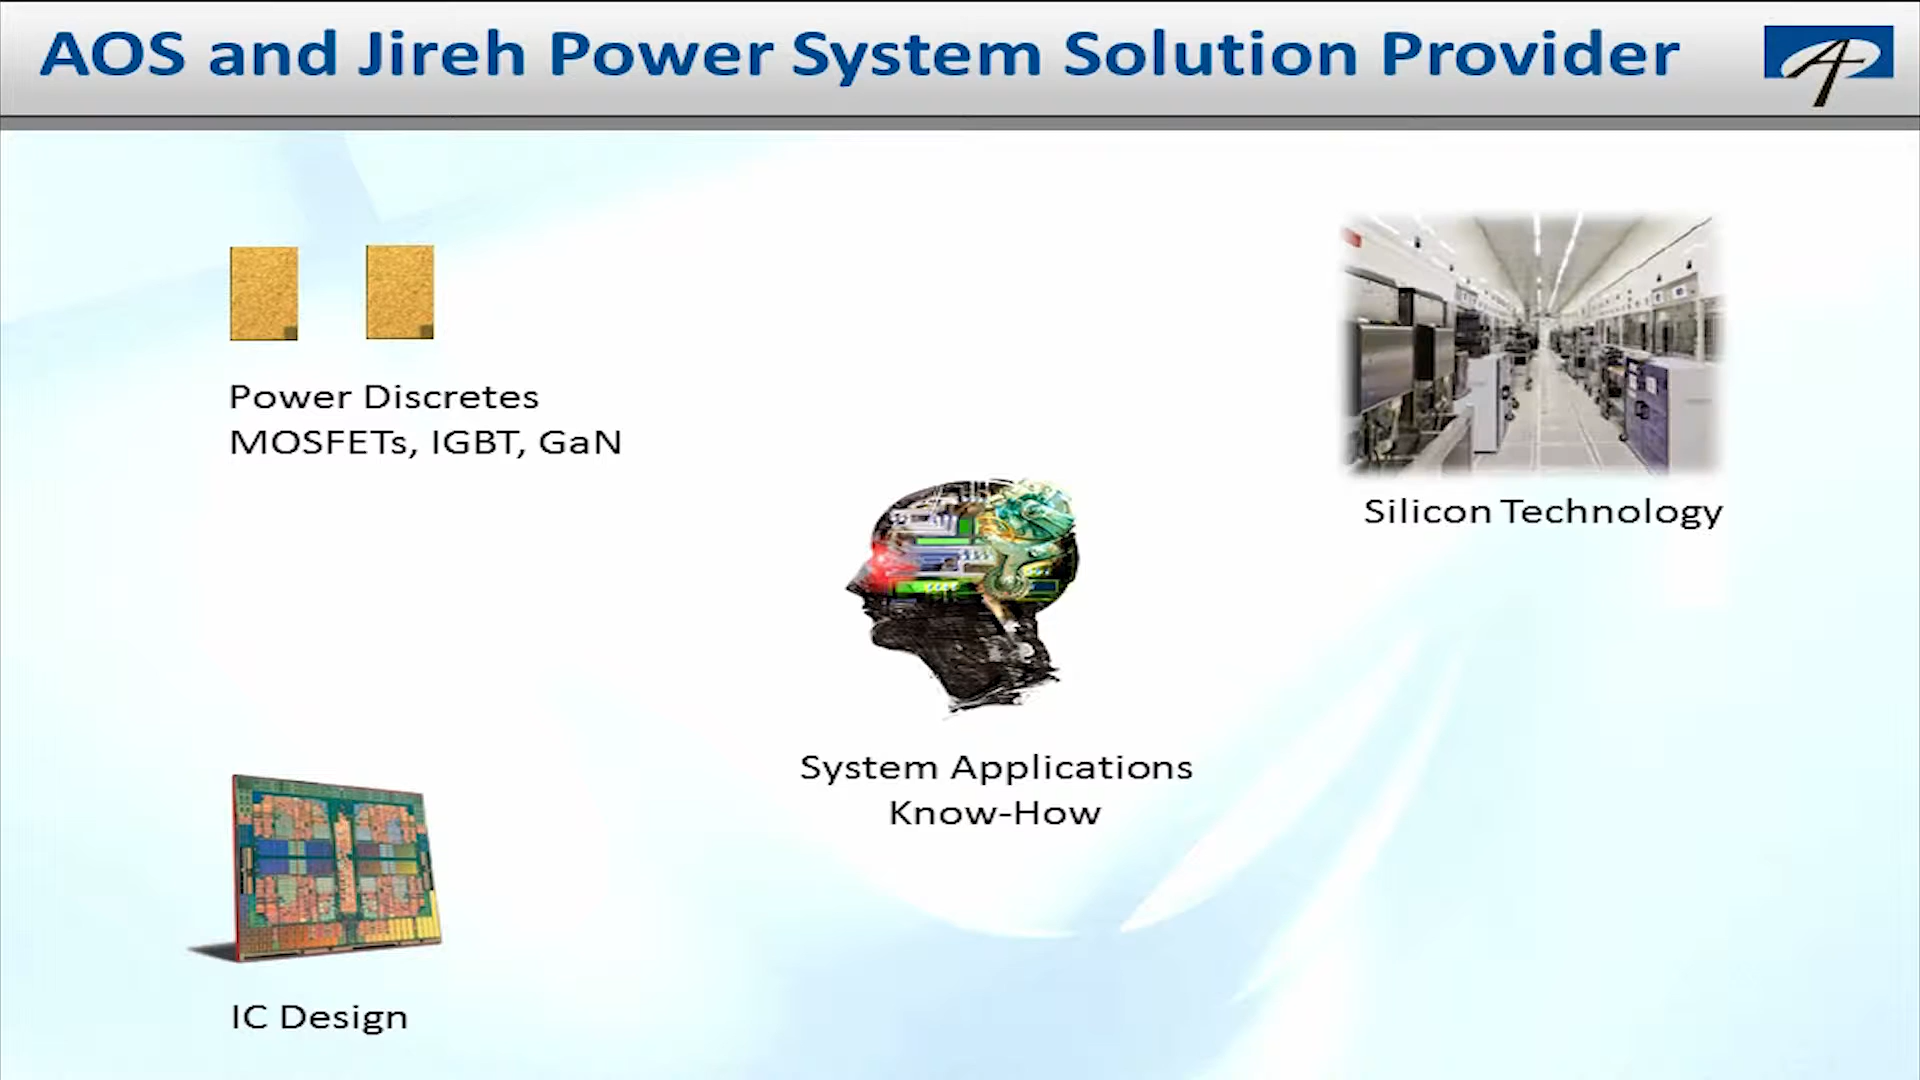 AOS and Jireh Power System Solution Provider
Power Discretes
MOSFETs, IGBT, GaN
Silicon Technology
System Applications
Know-How
IC Design